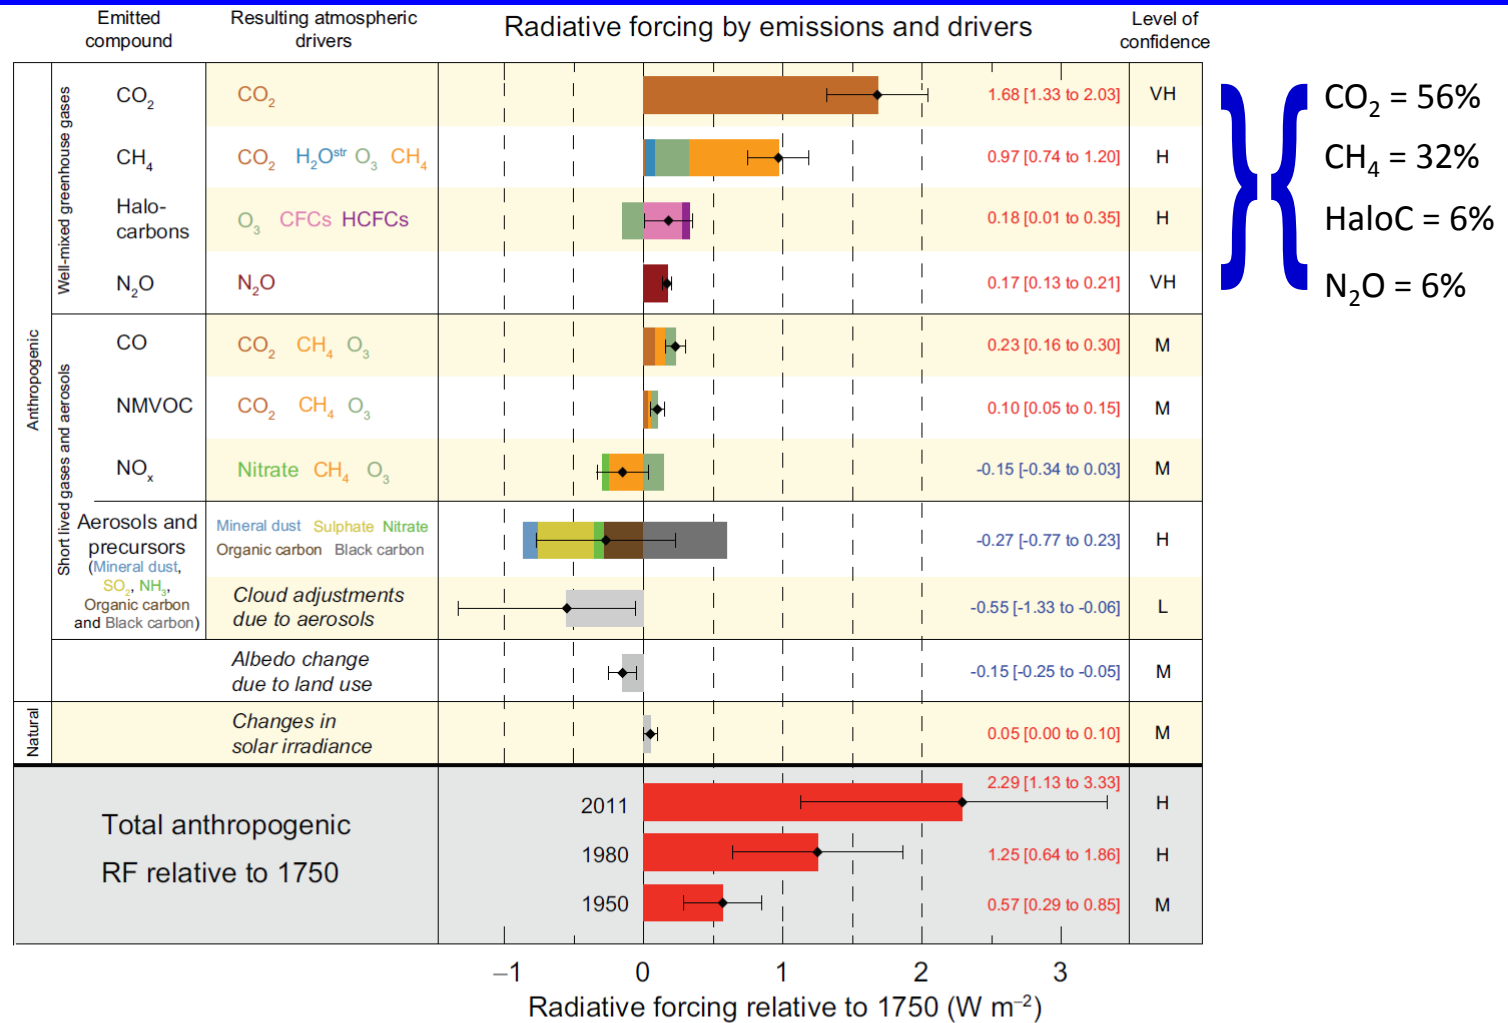 Emitted compound
Resulting atmospheric drivers
Radiative forcing by emissions and drivers
Level of confidence
Anthropogenic
Well-mixed greenhouse gases
CO₂
CO₂
1.68 [1.33 to 2.03]
VH
CH₄
CO₂ H₂Oˢᵗʳ O₃ CH₄
0.97 [0.74 to 1.20]
H
Halo-
carbons
O₃ CFCs HCFCs
0.18 [0.01 to 0.35]
H
N₂O
N₂O
0.17 [0.13 to 0.21]
VH
Short lived gases and aerosols
CO
CO₂ CH₄ O₃
0.23 [0.16 to 0.30]
M
NMVOC
CO₂ CH₄ O₃
0.10 [0.05 to 0.15]
M
NOₓ
Nitrate CH₄ O₃
-0.15 [-0.34 to 0.03]
M
Aerosols and
precursors
(Mineral dust,
SO₂, NH₃,
Organic carbon
and Black carbon)
Mineral dust Sulphate Nitrate
Organic carbon Black carbon
-0.27 [-0.77 to 0.23]
H
Cloud adjustments
due to aerosols
-0.55 [-1.33 to -0.06]
L
Albedo change
due to land use
-0.15 [-0.25 to -0.05]
M
Natural
Changes in
solar irradiance
0.05 [0.00 to 0.10]
M
Total anthropogenic
RF relative to 1750
2011
2.29 [1.13 to 3.33]
H
1980
1.25 [0.64 to 1.86]
H
1950
0.57 [0.29 to 0.85]
M
−1 0 1 2 3
Radiative forcing relative to 1750 (W m⁻²)
CO₂ = 56%
CH₄ = 32%
HaloC = 6%
N₂O = 6%